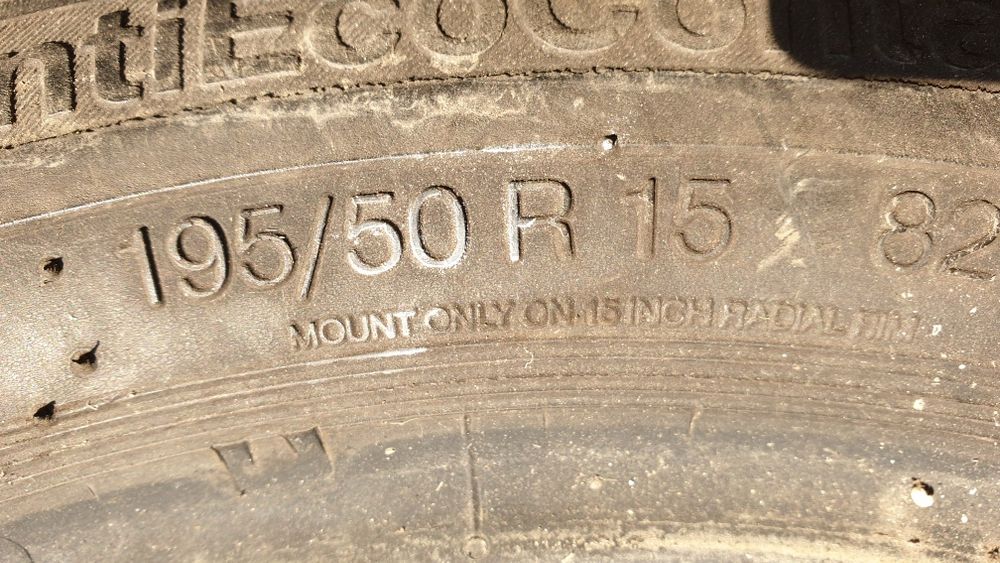 ntiEcoCo
195/50 R 15 82
MOUNT ONLY ON 15 INCH RADIAL RIM